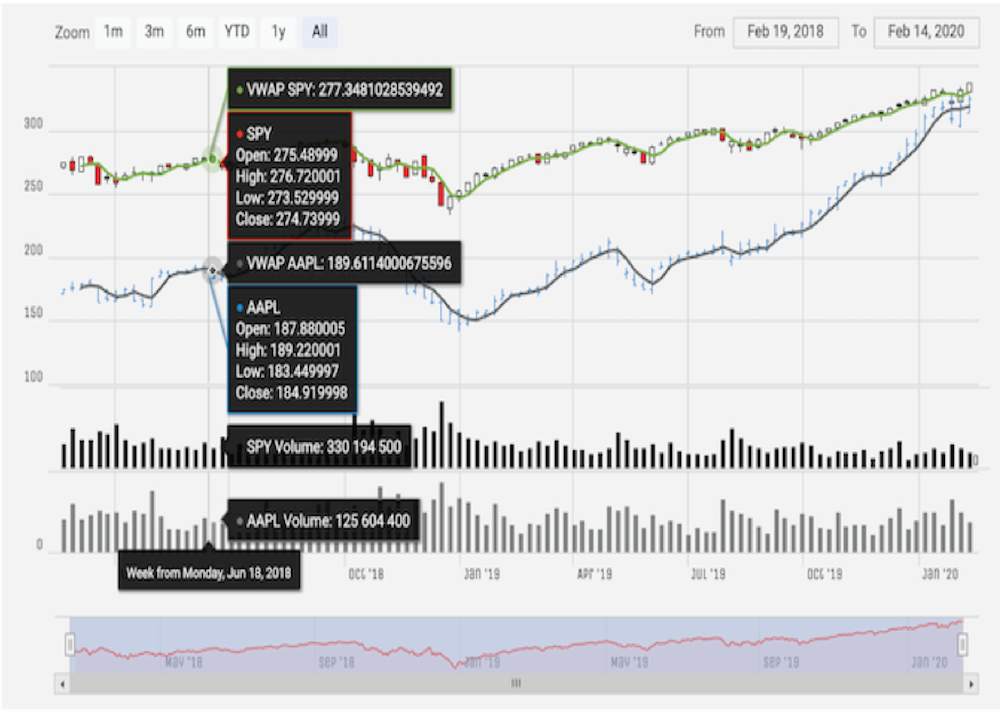 Zoom 1m 3m 6m YTD 1y All From Feb 19, 2018 To Feb 14, 2020
VWAP SPY: 277.3481028539492
SPY
Open: 275.48999
High: 276.720001
Low: 273.529999
Close: 274.73999
VWAP AAPL: 189.6114000675596
AAPL
Open: 187.880005
High: 189.220001
Low: 183.449997
Close: 184.919998
300
250
200
150
100
SPY Volume: 330 194 500
0
AAPL Volume: 125 604 400
0
Week from Monday, Jun 18, 2018
Oct '18 Jan '19 Apr '19 Jul '19 Oct '19 Jan '20
May '18 Sep '18 Jan '19 May '19 Sep '19 Jan '20